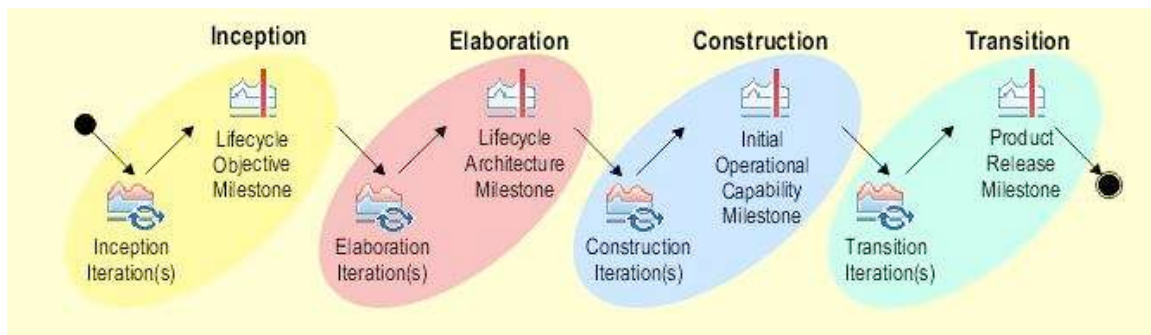 Inception
Elaboration
Construction
Transition
Lifecycle
Objective
Milestone
Inception
Iteration(s)
Lifecycle
Architecture
Milestone
Elaboration
Iteration(s)
Initial
Operational
Capability
Milestone
Construction
Iteration(s)
Product
Release
Milestone
Transition
Iteration(s)